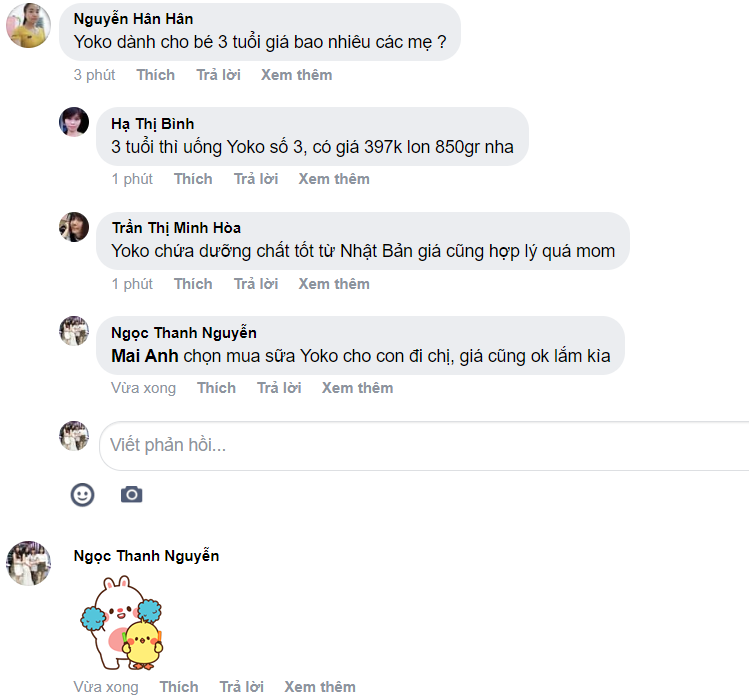 Nguyễn Hân Hân
Yoko dành cho bé 3 tuổi giá bao nhiêu các mẹ ?
3 phút Thích Trả lời Xem thêm
Hạ Thị Bình
3 tuổi thì uống Yoko số 3, có giá 397k lon 850gr nha
1 phút Thích Trả lời Xem thêm
Trần Thị Minh Hòa
Yoko chứa dưỡng chất tốt từ Nhật Bản giá cũng hợp lý quá mom
1 phút Thích Trả lời Xem thêm
Ngọc Thanh Nguyễn
Mai Anh chọn mua sữa Yoko cho con đi chị, giá cũng ok lắm kìa
Vừa xong Thích Trả lời Xem thêm
Viết phản hồi...
Ngọc Thanh Nguyễn
Vừa xong Thích Trả lời Xem thêm